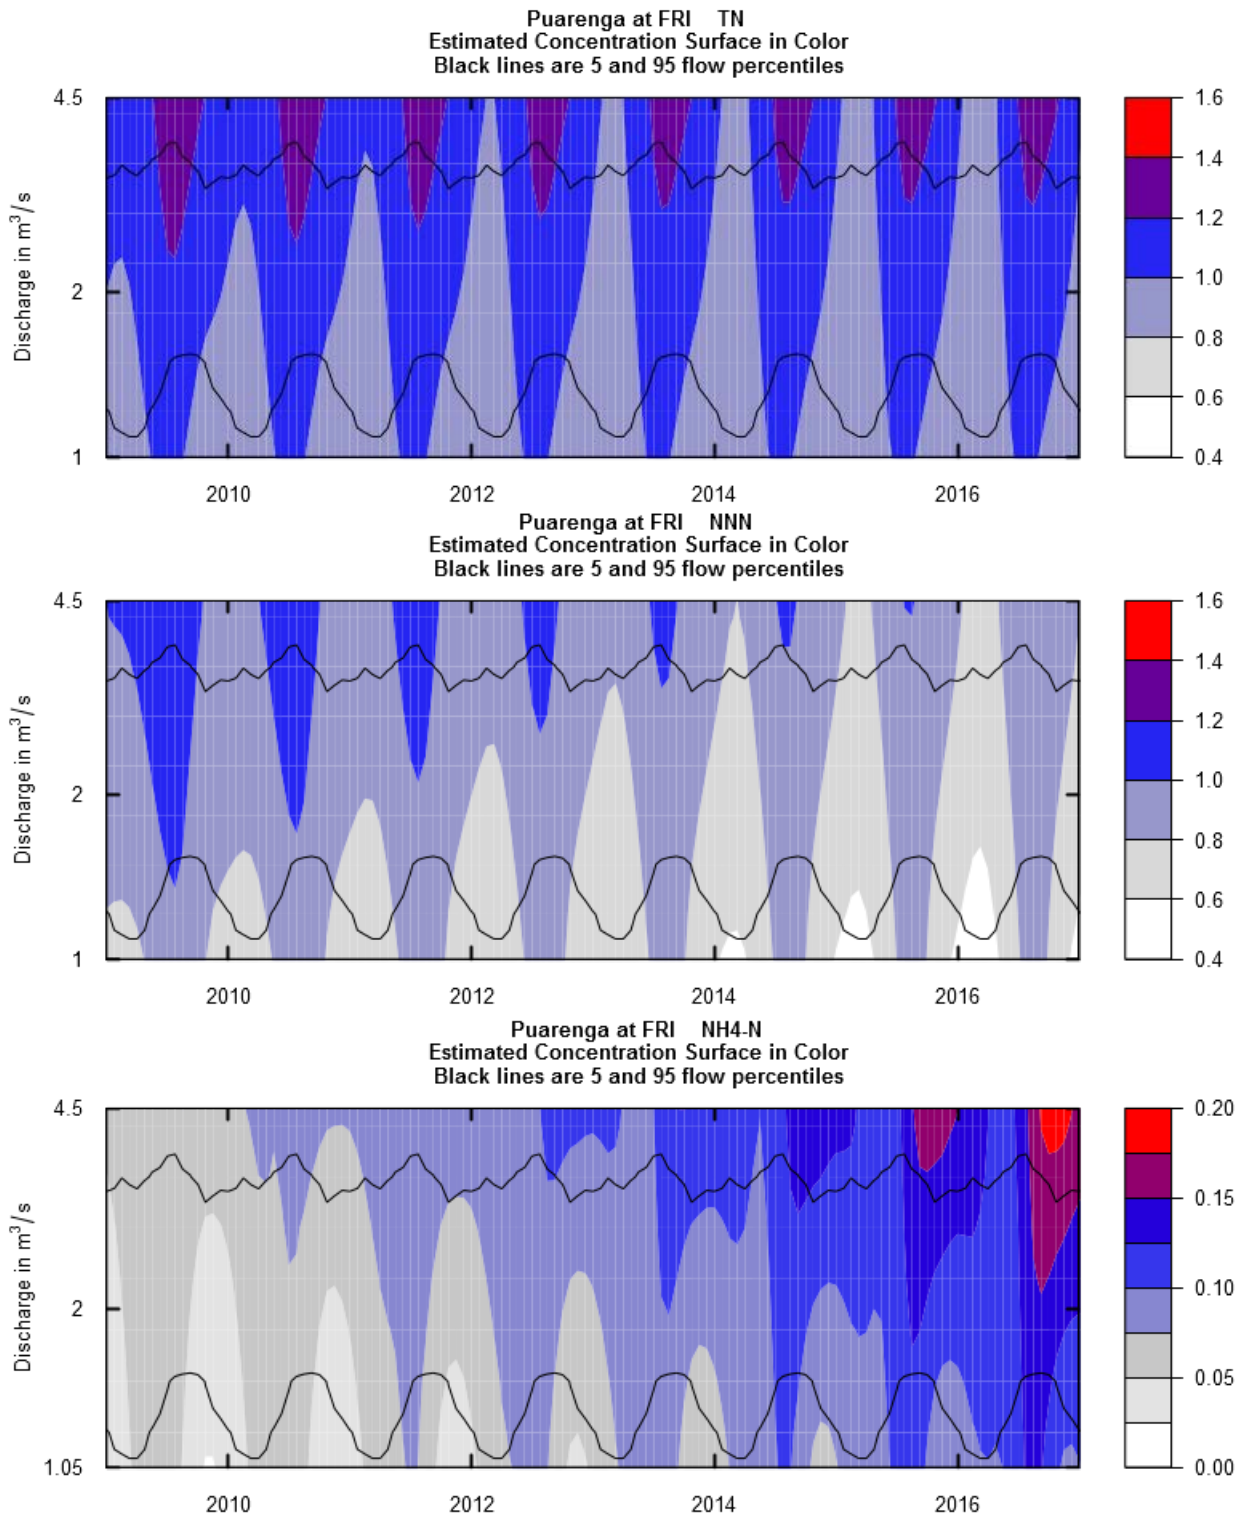 Puarenga at FRI TN
Estimated Concentration Surface in Color
Black lines are 5 and 95 flow percentiles
Discharge in m³/s
4.5
2
1
2010 2012 2014 2016
1.6
1.4
1.2
1.0
0.8
0.6
0.4
Puarenga at FRI NNN
Estimated Concentration Surface in Color
Black lines are 5 and 95 flow percentiles
Discharge in m³/s
4.5
2
1
2010 2012 2014 2016
1.6
1.4
1.2
1.0
0.8
0.6
0.4
Puarenga at FRI NH4-N
Estimated Concentration Surface in Color
Black lines are 5 and 95 flow percentiles
Discharge in m³/s
4.5
2
1.05
2010 2012 2014 2016
0.20
0.15
0.10
0.05
0.00